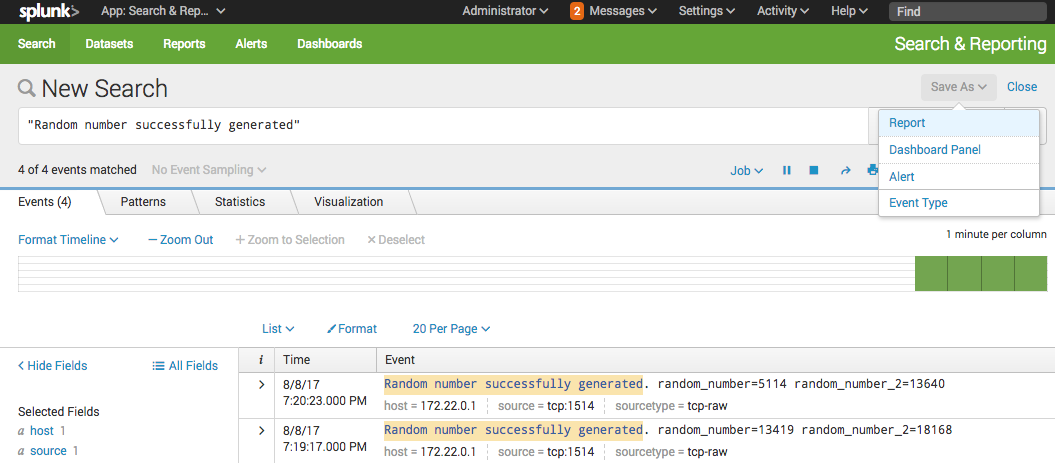 splunk> App: Search & Rep... Administrator 2 Messages Settings Activity Help Find
Search Datasets Reports Alerts Dashboards Search & Reporting
New Search Save As Close
"Random number successfully generated"
Report
Dashboard Panel
Alert
Event Type
4 of 4 events matched No Event Sampling Job
Events (4) Patterns Statistics Visualization
Format Timeline — Zoom Out + Zoom to Selection × Deselect 1 minute per column
List Format 20 Per Page
< Hide Fields All Fields i Time Event
> 8/8/17 Random number successfully generated. random_number=5114 random_number_2=13640
7:20:23.000 PM host = 172.22.0.1 source = tcp:1514 sourcetype = tcp-raw
Selected Fields
a host 1
a source 1
> 8/8/17 Random number successfully generated. random_number=13419 random_number_2=18168
7:19:17.000 PM host = 172.22.0.1 source = tcp:1514 sourcetype = tcp-raw